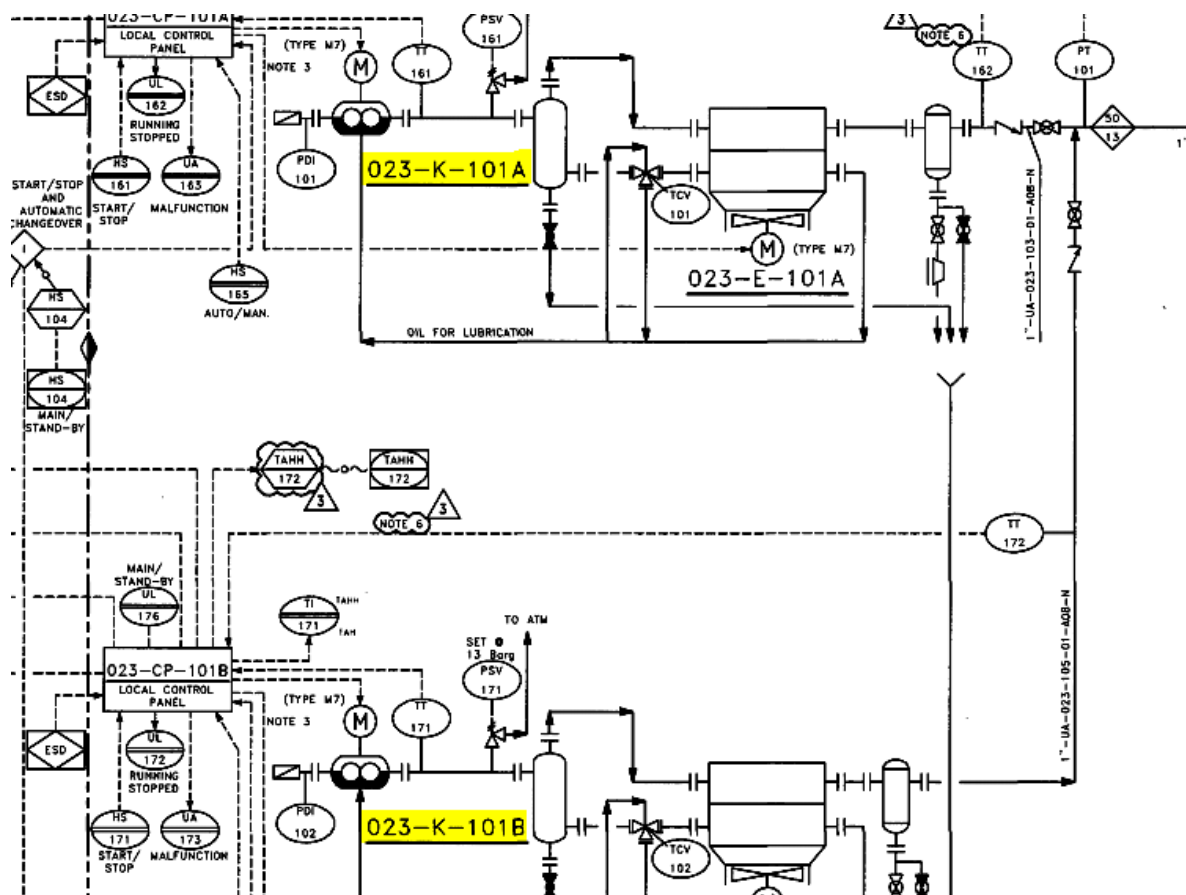 023-CP-101A
LOCAL CONTROL
PANEL
ESD
UL
162
RUNNING
STOPPED
HS
161
START/
STOP
UA
163
MALFUNCTION
START/STOP
AND
AUTOMATIC
CHANGEOVER
I
HS
104
HS
104
MAIN/
STAND-BY
HS
165
AUTO/MAN.
(TYPE M7)
NOTE 3
M
TT
161
PSV
161
PDI
101
023-K-101A
TCV
101
M
(TYPE M7)
023-E-101A
OIL FOR LUBRICATION
3
NOTE 6
TT
162
PT
101
50
13
1"
1"-UA-023-103-01-A08-N
TAHH
172
3
TAHH
172
NOTE 6
3
TT
172
MAIN/
STAND-BY
UL
176
TI
171
TAHH
TAH
023-CP-101B
LOCAL CONTROL
PANEL
ESD
UL
172
RUNNING
STOPPED
HS
171
START/
STOP
UA
173
MALFUNCTION
(TYPE M7)
NOTE 3
M
TT
171
TO ATM
SET @
13 Barg
PSV
171
PDI
102
023-K-101B
TCV
102
1"-UA-023-105-01-A08-N